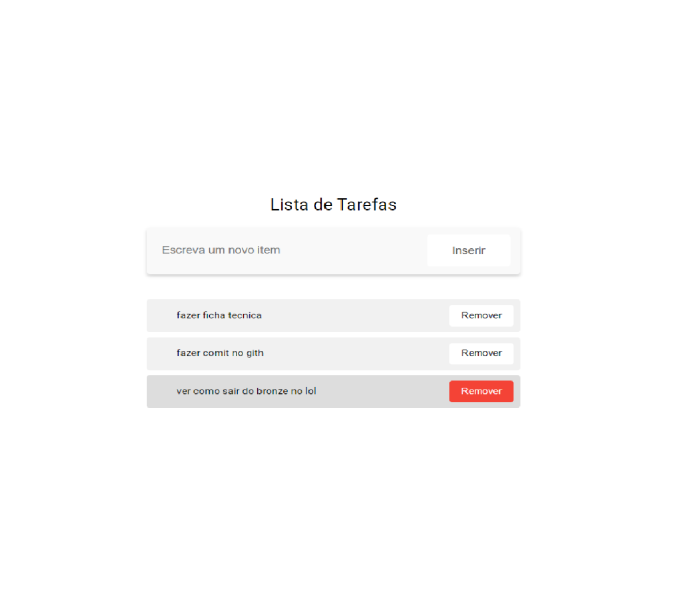 Lista de Tarefas
Escreva um novo item
Inserir
fazer ficha tecnica
Remover
fazer comit no gith
Remover
ver como sair do bronze no lol
Remover